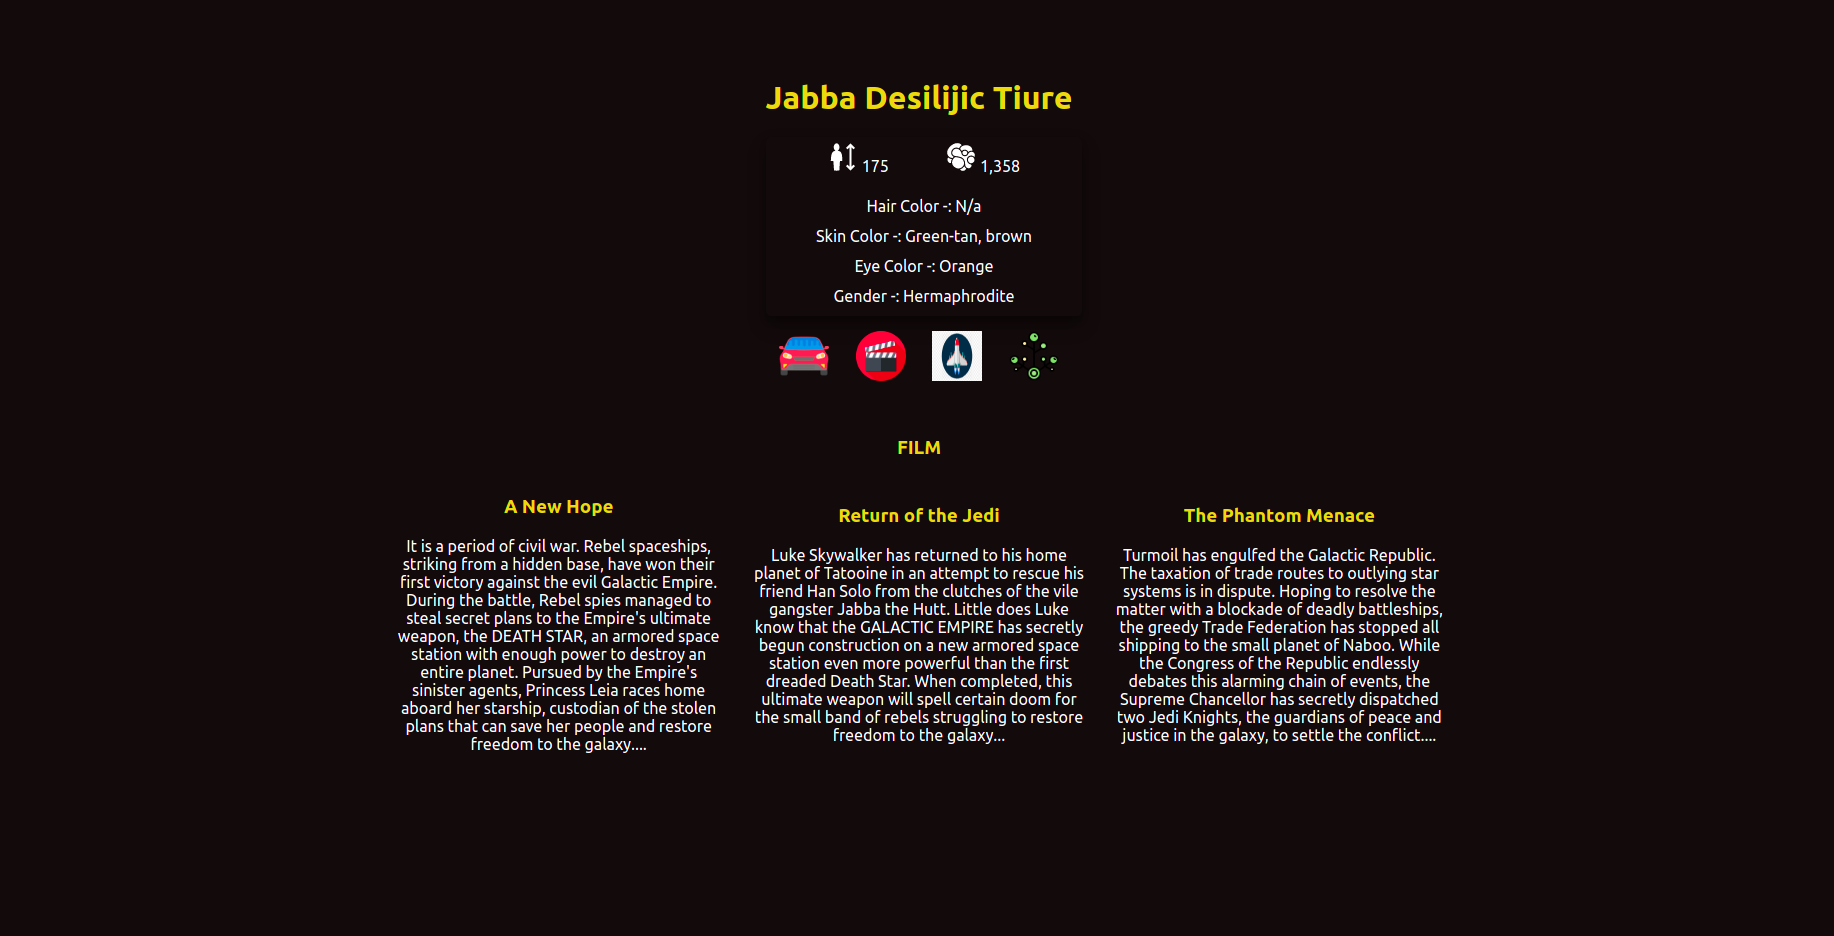 Jabba Desilijic Tiure
175 1,358
Hair Color -: N/a
Skin Color -: Green-tan, brown
Eye Color -: Orange
Gender -: Hermaphrodite
FILM
A New Hope
It is a period of civil war. Rebel spaceships,
striking from a hidden base, have won their
first victory against the evil Galactic Empire.
During the battle, Rebel spies managed to
steal secret plans to the Empire's ultimate
weapon, the DEATH STAR, an armored space
station with enough power to destroy an
entire planet. Pursued by the Empire's
sinister agents, Princess Leia races home
aboard her starship, custodian of the stolen
plans that can save her people and restore
freedom to the galaxy....
Return of the Jedi
Luke Skywalker has returned to his home
planet of Tatooine in an attempt to rescue his
friend Han Solo from the clutches of the vile
gangster Jabba the Hutt. Little does Luke
know that the GALACTIC EMPIRE has secretly
begun construction on a new armored space
station even more powerful than the first
dreaded Death Star. When completed, this
ultimate weapon will spell certain doom for
the small band of rebels struggling to restore
freedom to the galaxy...
The Phantom Menace
Turmoil has engulfed the Galactic Republic.
The taxation of trade routes to outlying star
systems is in dispute. Hoping to resolve the
matter with a blockade of deadly battleships,
the greedy Trade Federation has stopped all
shipping to the small planet of Naboo. While
the Congress of the Republic endlessly
debates this alarming chain of events, the
Supreme Chancellor has secretly dispatched
two Jedi Knights, the guardians of peace and
justice in the galaxy, to settle the conflict....